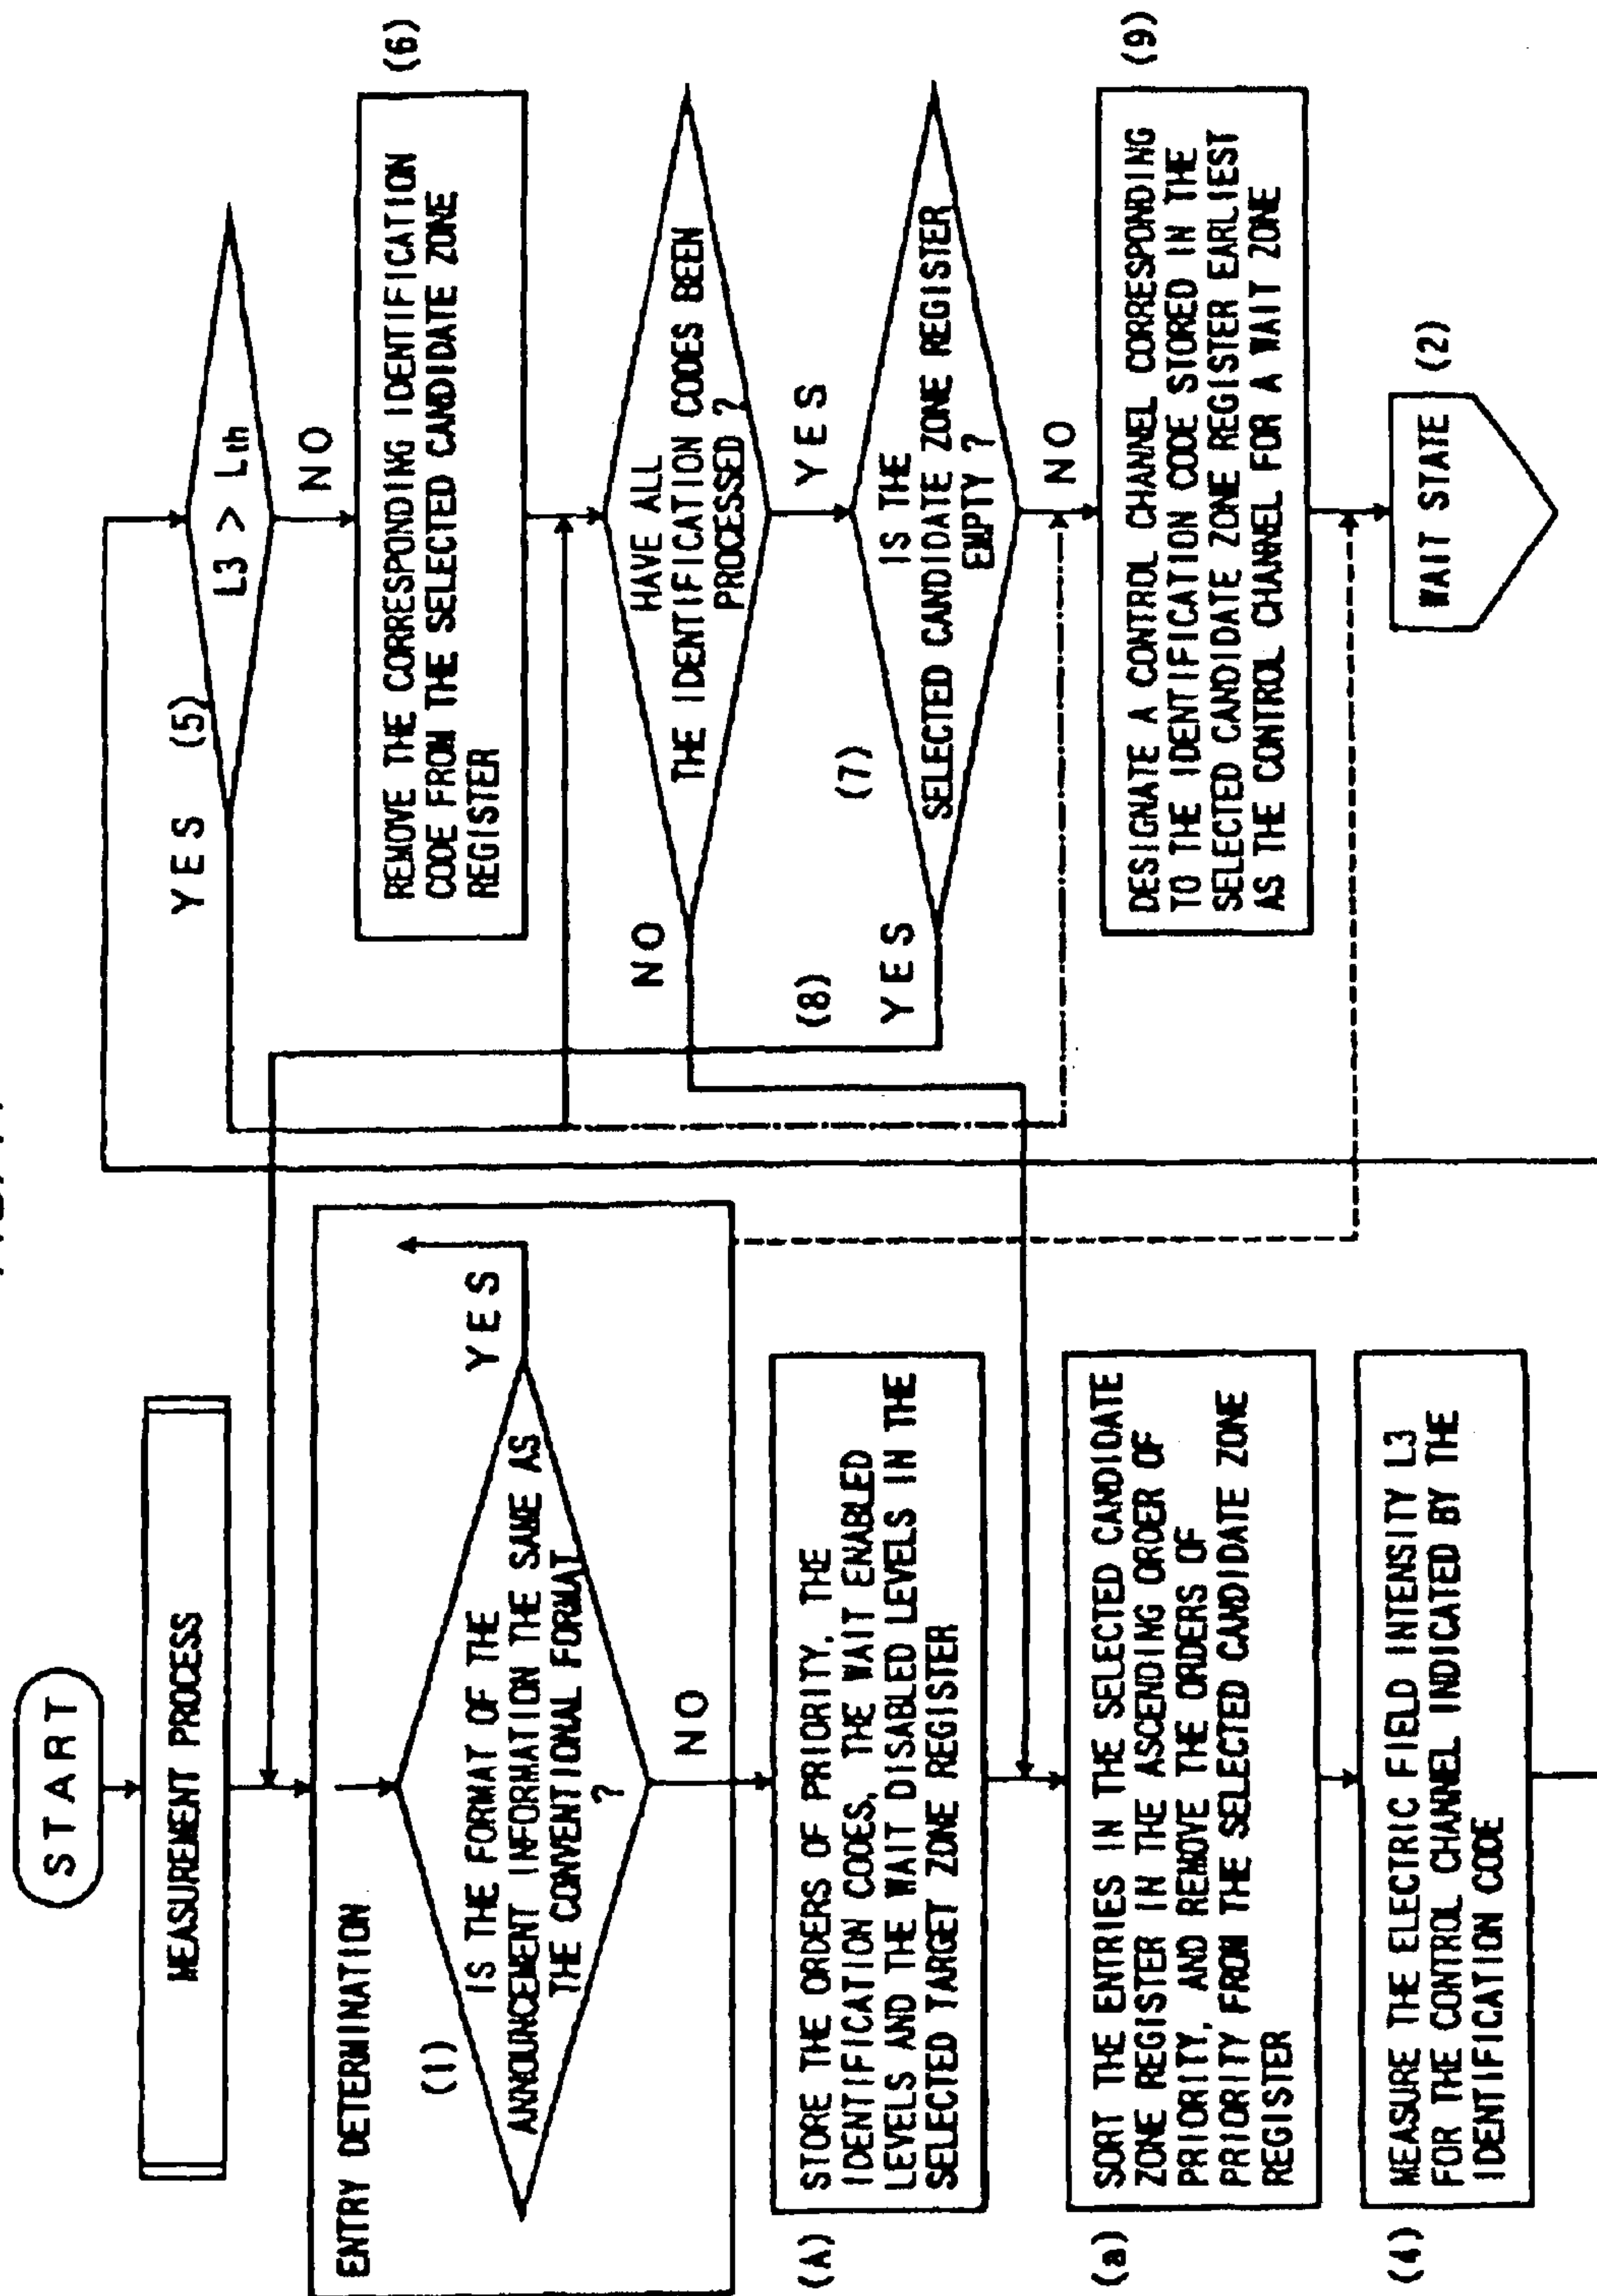 START
MEASUREMENT PROCESS
ENTRY DETERMINATION
(1)
IS THE FORMAT OF THE
ANNOUNCEMENT INFORMATION THE SAME AS
THE CONVENTIONAL FORMAT
?
YES
NO
(A)
STORE THE ORDERS OF PRIORITY, THE
IDENTIFICATION CODES, THE WAIT ENABLED
LEVELS AND THE WAIT DISABLED LEVELS IN THE
SELECTED TARGET ZONE REGISTER
(a)
SORT THE ENTRIES IN THE SELECTED CANDIDATE
ZONE REGISTER IN THE ASCENDING ORDER OF
PRIORITY, AND REMOVE THE ORDERS OF
PRIORITY FROM THE SELECTED CANDIDATE ZONE
REGISTER
(4)
MEASURE THE ELECTRIC FIELD INTENSITY L3
FOR THE CONTROL CHANNEL INDICATED BY THE
IDENTIFICATION CODE
YES (5)
L3 > Lth
NO
REMOVE THE CORRESPONDING IDENTIFICATION
CODE FROM THE SELECTED CANDIDATE ZONE
REGISTER
(6)
HAVE ALL
THE IDENTIFICATION CODES BEEN
PROCESSED ?
NO
(7)
YES
(8)
IS THE
SELECTED CANDIDATE ZONE REGISTER
EMPTY ?
YES
NO
DESIGNATE A CONTROL CHANNEL CORRESPONDING
TO THE IDENTIFICATION CODE STORED IN THE
SELECTED CANDIDATE ZONE REGISTER EARLIEST
AS THE CONTROL CHANNEL FOR A WAIT ZONE
(9)
WAIT STATE
(2)